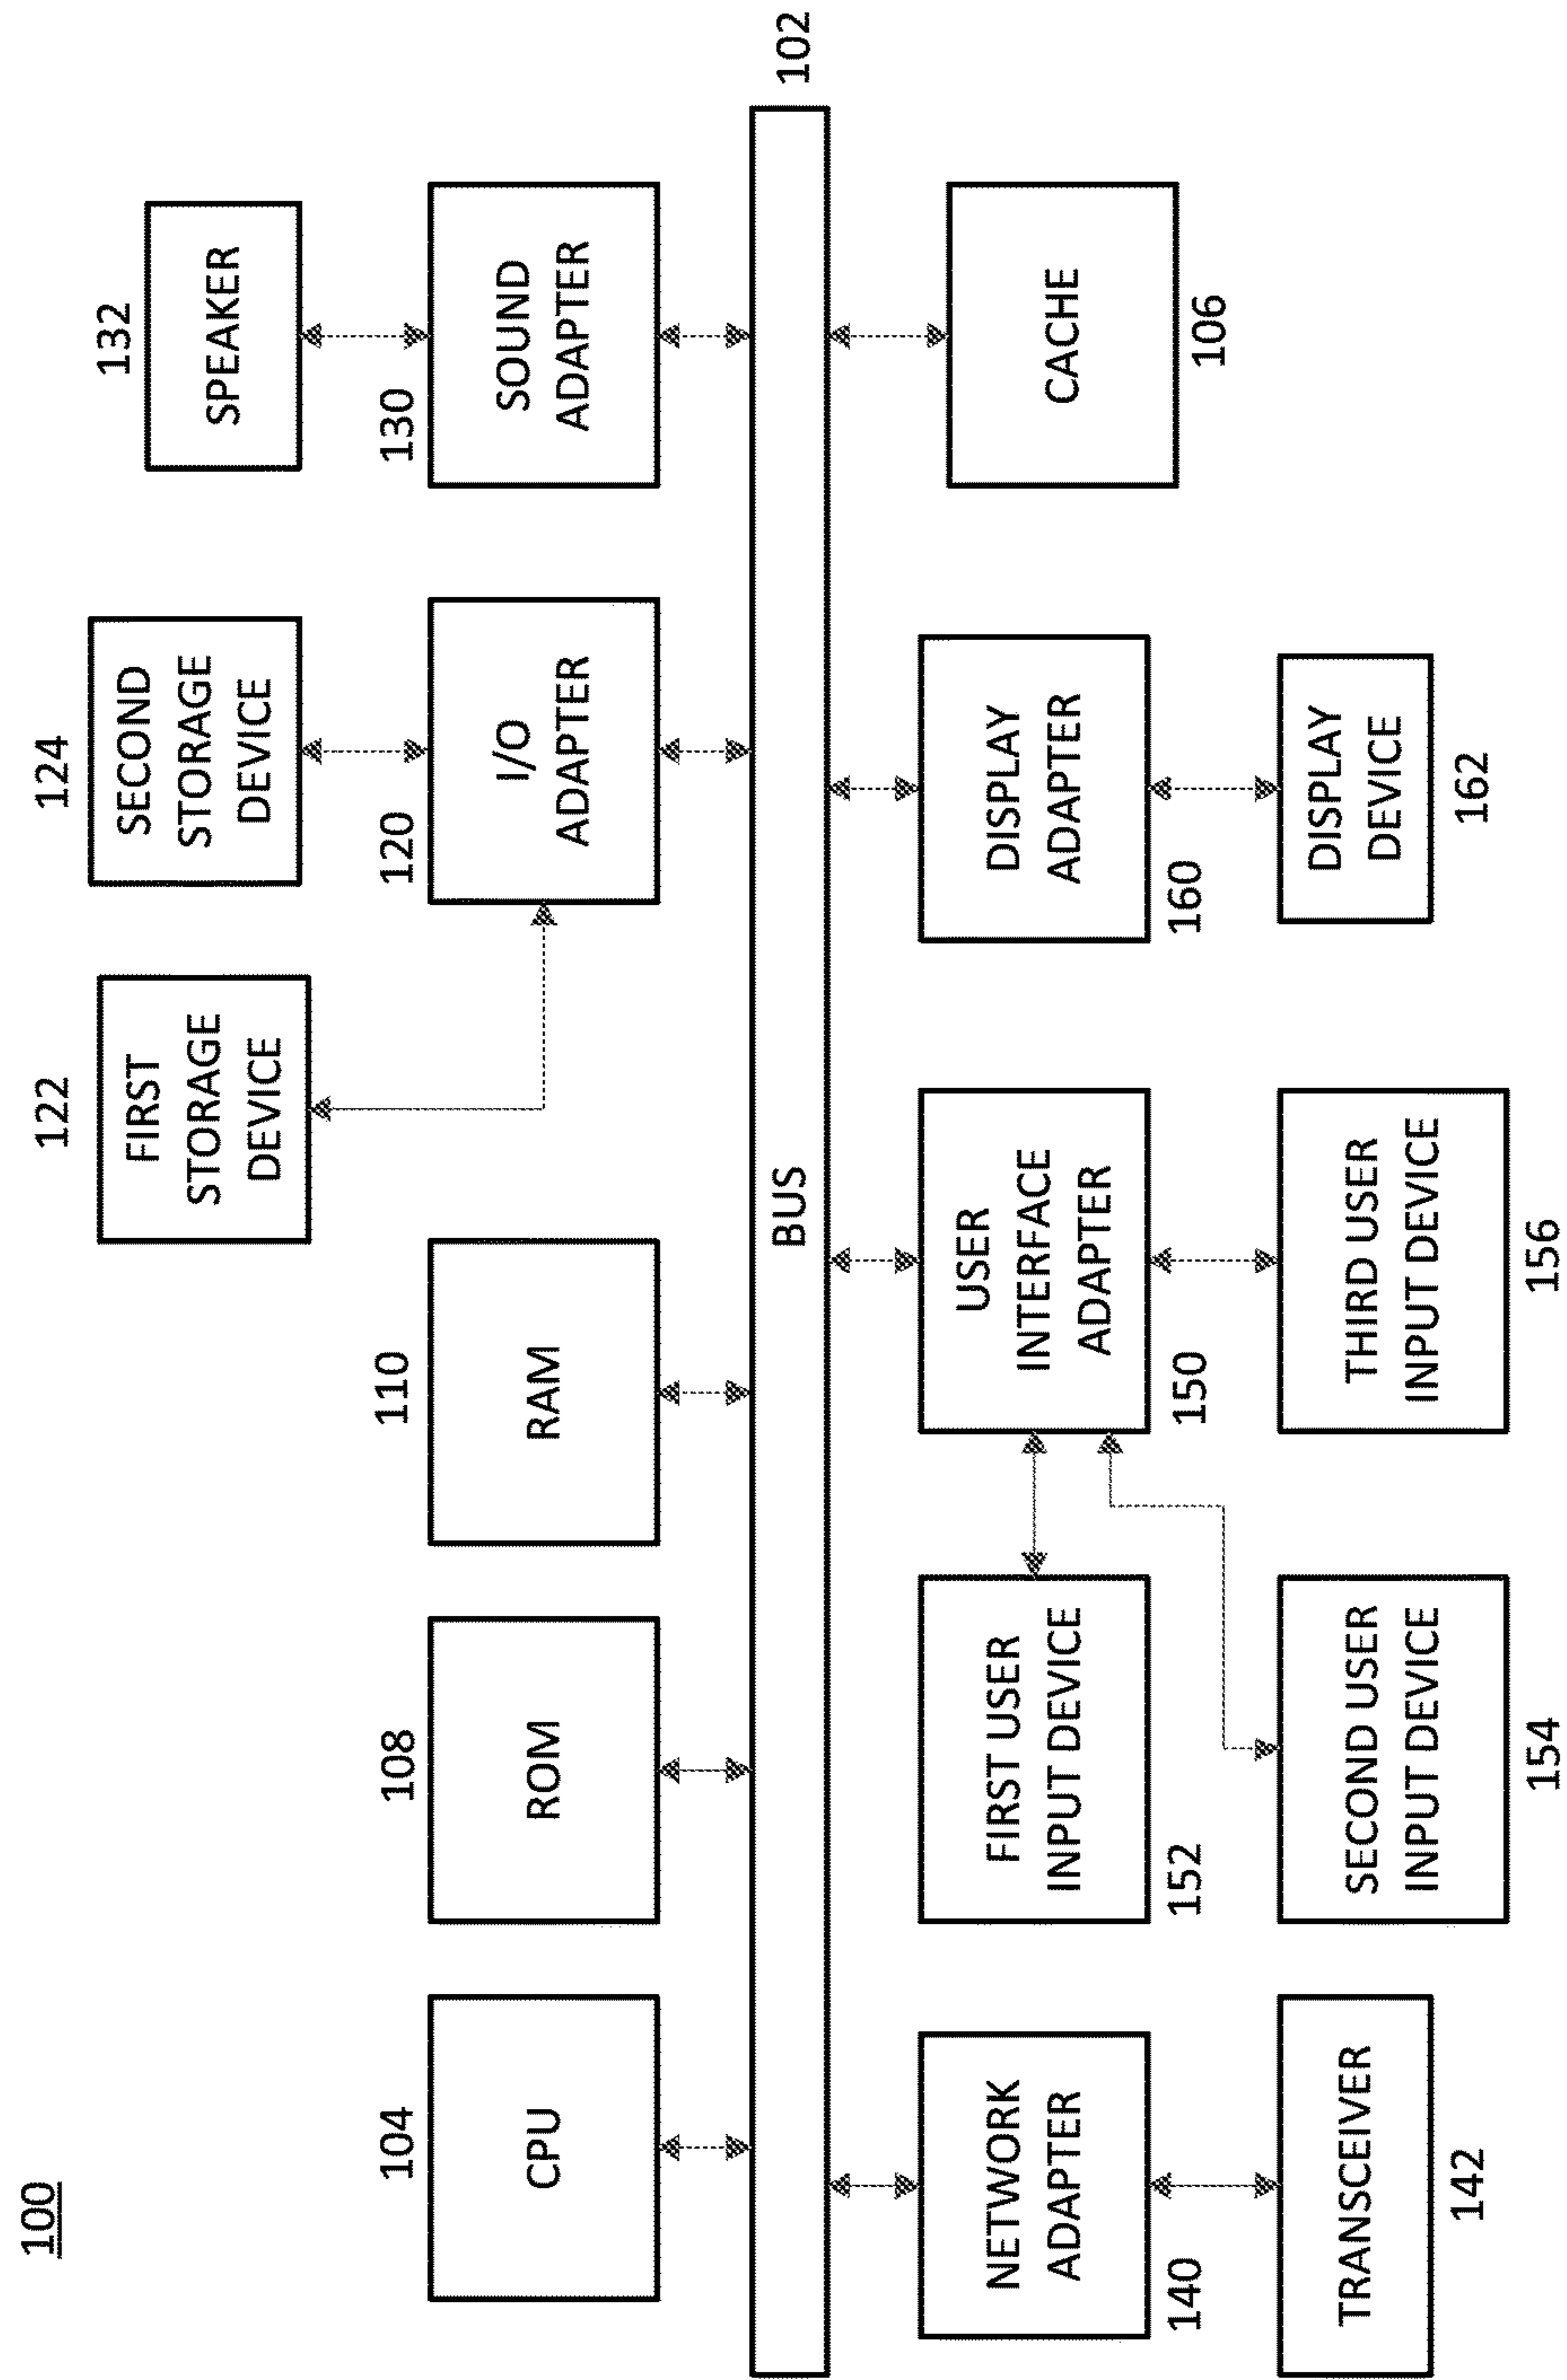 100
132
SPEAKER
124
SECOND
STORAGE
DEVICE
122
FIRST
STORAGE
DEVICE
104
CPU
108
ROM
110
RAM
120
I/O
ADAPTER
130
SOUND
ADAPTER
BUS
102
NETWORK
ADAPTER
140
FIRST USER
INPUT DEVICE
152
USER
INTERFACE
ADAPTER
150
DISPLAY
ADAPTER
160
CACHE
106
TRANSCEIVER
142
SECOND USER
INPUT DEVICE
154
THIRD USER
INPUT DEVICE
156
DISPLAY
DEVICE
162